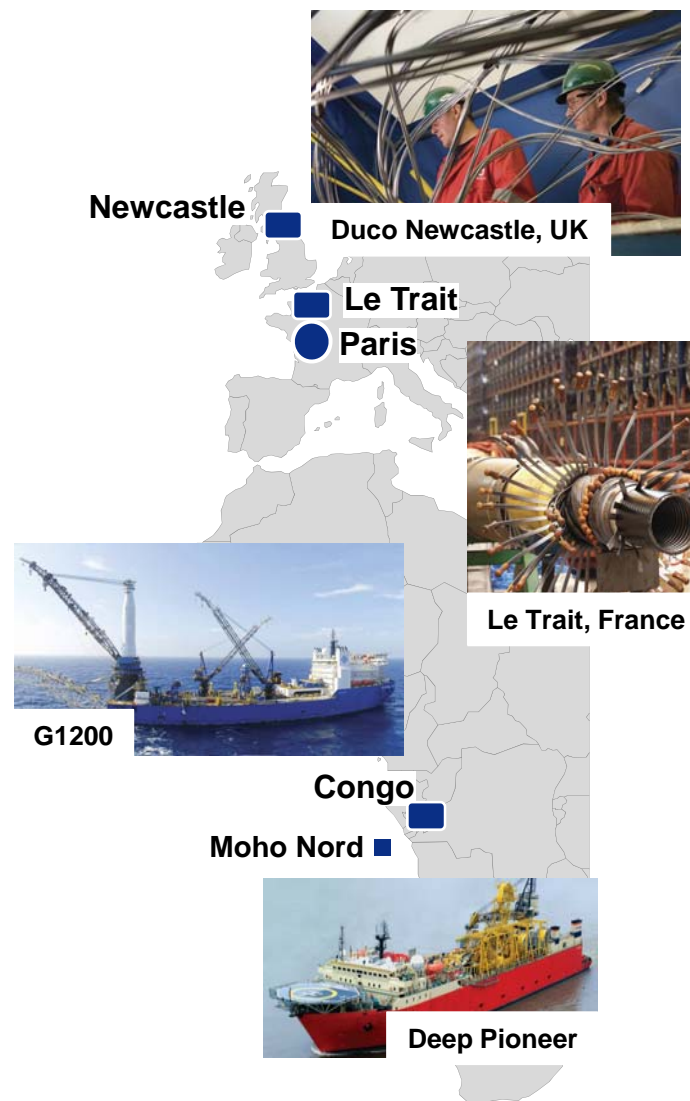 Newcastle
Duco Newcastle, UK
Le Trait
Paris
Le Trait, France
G1200
Congo
Moho Nord
Deep Pioneer